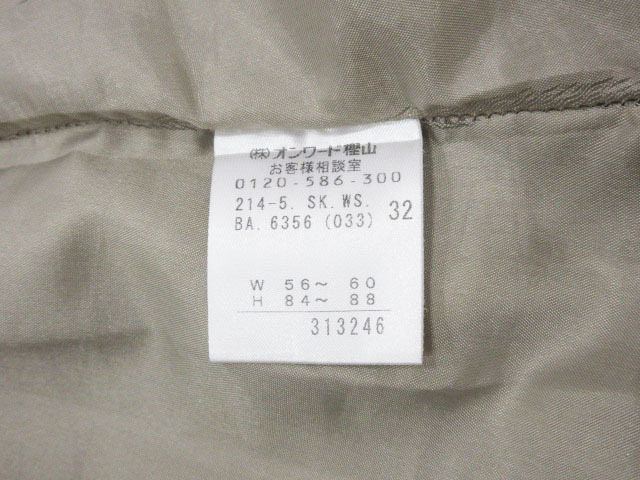 (株)オンワード樫山
お客様相談室
0120-586-300
214-5. SK. WS.
BA. 6356 (033) 32
W 56~ 60
H 84~ 88
313246